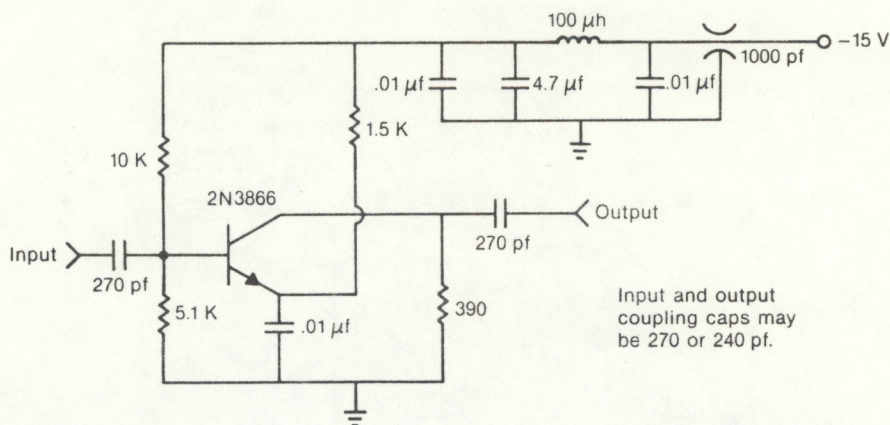 100 µh
−15 V
1000 pf
.01 µf
4.7 µf
.01 µf
1.5 K
10 K
2N3866
Input
270 pf
Output
270 pf
5.1 K
.01 µf
390
Input and output
coupling caps may
be 270 or 240 pf.